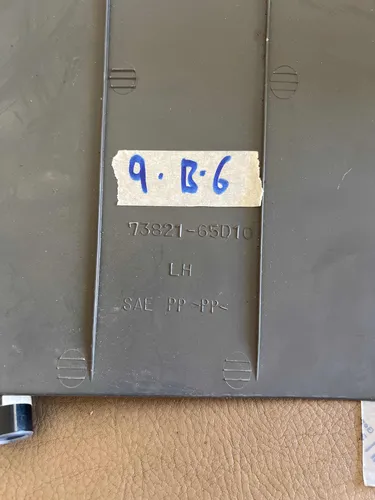 9.B.6
73821-65D10
LH
SAE PP >PP<